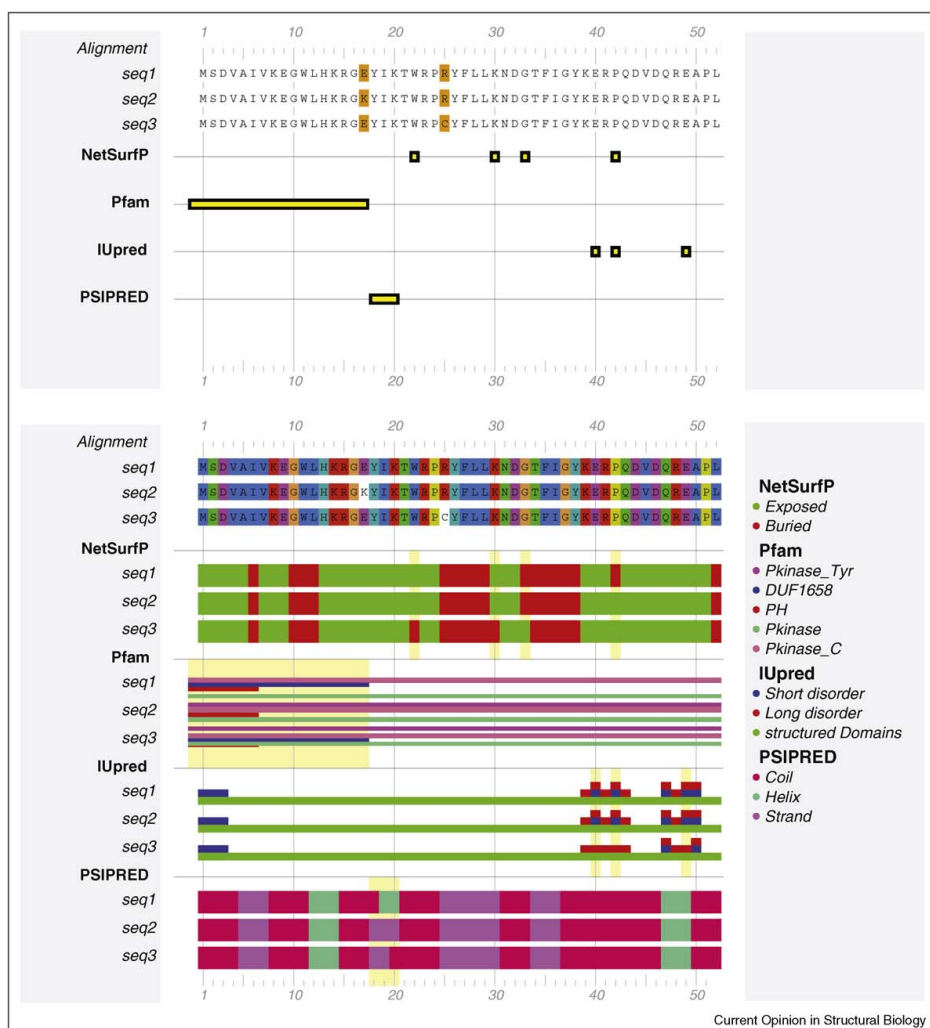 1 10 20 30 40 50
Alignment
seq1 MSDVAIVKEGWLHKRGEYIKTWRPRYFLLKNDGTFIGYKERPQDVDQREAPL
seq2 MSDVAIVKEGWLHKRGKYIKTWRPRYFLLKNDGTFIGYKERPQDVDQREAPL
seq3 MSDVAIVKEGWLHKRGEYIKTWRPCYFLLKNDGTFIGYKERPQDVDQREAPL
NetSurfP
Pfam
IUpred
PSIPRED
1 10 20 30 40 50
1 10 20 30 40 50
Alignment
seq1 MSDVAIVKEGWLHKRGEYIKTWRPRYFLLKNDGTFIGYKERPQDVDQREAPL
seq2 MSDVAIVKEGWLHKRGKYIKTWRPRYFLLKNDGTFIGYKERPQDVDQREAPL
seq3 MSDVAIVKEGWLHKRGEYIKTWRPCYFLLKNDGTFIGYKERPQDVDQREAPL
NetSurfP
seq1
seq2
seq3
Pfam
seq1
seq2
seq3
IUpred
seq1
seq2
seq3
PSIPRED
seq1
seq2
seq3
1 10 20 30 40 50
NetSurfP
Exposed
Buried
Pfam
Pkinase_Tyr
DUF1658
PH
Pkinase
Pkinase_C
IUpred
Short disorder
Long disorder
structured Domains
PSIPRED
Coil
Helix
Strand
Current Opinion in Structural Biology